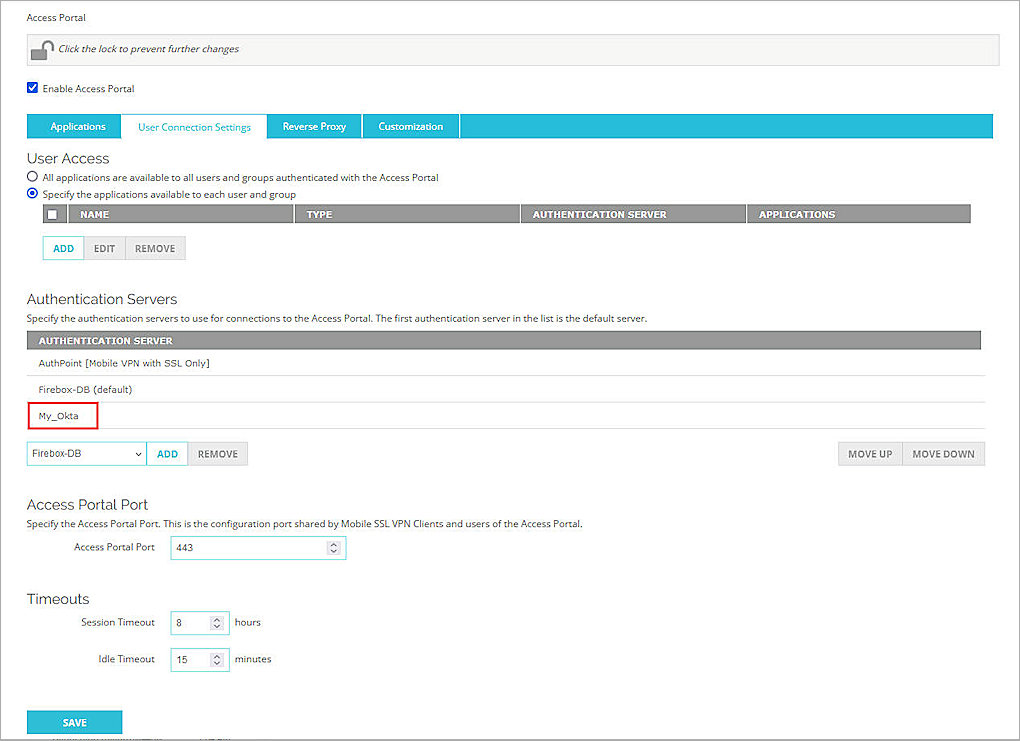 Access Portal
Click the lock to prevent further changes
Enable Access Portal
Applications User Connection Settings Reverse Proxy Customization
User Access
All applications are available to all users and groups authenticated with the Access Portal
Specify the applications available to each user and group
NAME TYPE AUTHENTICATION SERVER APPLICATIONS
ADD EDIT REMOVE
Authentication Servers
Specify the authentication servers to use for connections to the Access Portal. The first authentication server in the list is the default server.
AUTHENTICATION SERVER
AuthPoint [Mobile VPN with SSL Only]
Firebox-DB (default)
My_Okta
Firebox-DB ADD REMOVE MOVE UP MOVE DOWN
Access Portal Port
Specify the Access Portal Port. This is the configuration port shared by Mobile SSL VPN Clients and users of the Access Portal.
Access Portal Port 443
Timeouts
Session Timeout 8 hours
Idle Timeout 15 minutes
SAVE